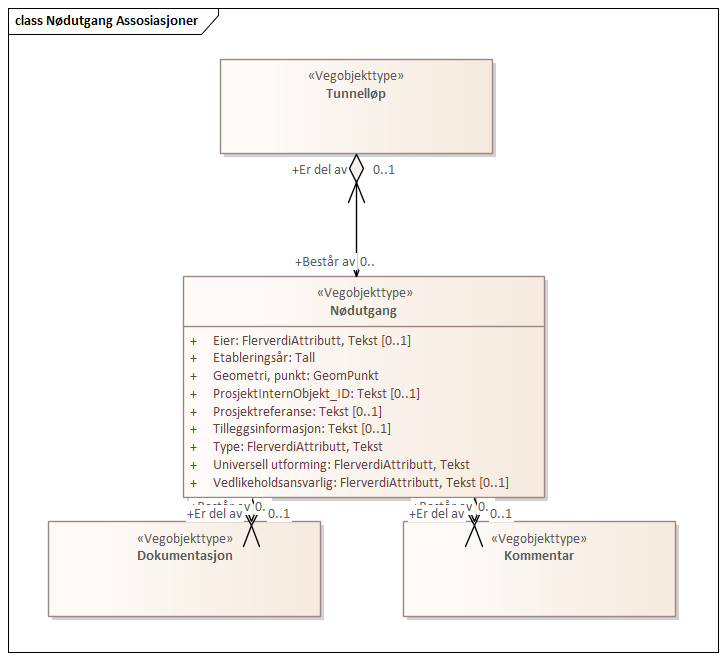 class Nødutgang Assosiasjoner
«Vegobjekttype»
Tunnelløp
+Er del av 0..1
+Består av 0..
«Vegobjekttype»
Nødutgang
+ Eier: FlerverdiAttributt, Tekst [0..1]
+ Etableringsår: Tall
+ Geometri, punkt: GeomPunkt
+ ProsjektInternObjekt_ID: Tekst [0..1]
+ Prosjektreferanse: Tekst [0..1]
+ Tilleggsinformasjon: Tekst [0..1]
+ Type: FlerverdiAttributt, Tekst
+ Universell utforming: FlerverdiAttributt, Tekst
+ Vedlikeholdsansvarlig: FlerverdiAttributt, Tekst [0..1]
+Består av 0.
+Er del av 0..1
«Vegobjekttype»
Dokumentasjon
+Består av 0.
+Er del av 0..1
«Vegobjekttype»
Kommentar